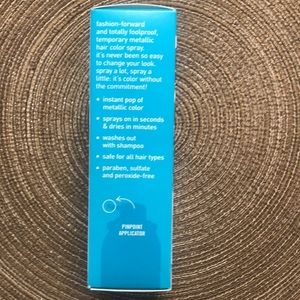 fashion-forward
and totally foolproof,
temporary metallic
hair color spray.
it's never been so easy
to change your look.
spray a lot, spray a
little: it's color without
the commitment!
• instant pop of
metallic color
• sprays on in seconds
& dries in minutes
• washes out
with shampoo
• safe for all hair types
• paraben, sulfate
and peroxide-free
PINPOINT
APPLICATOR